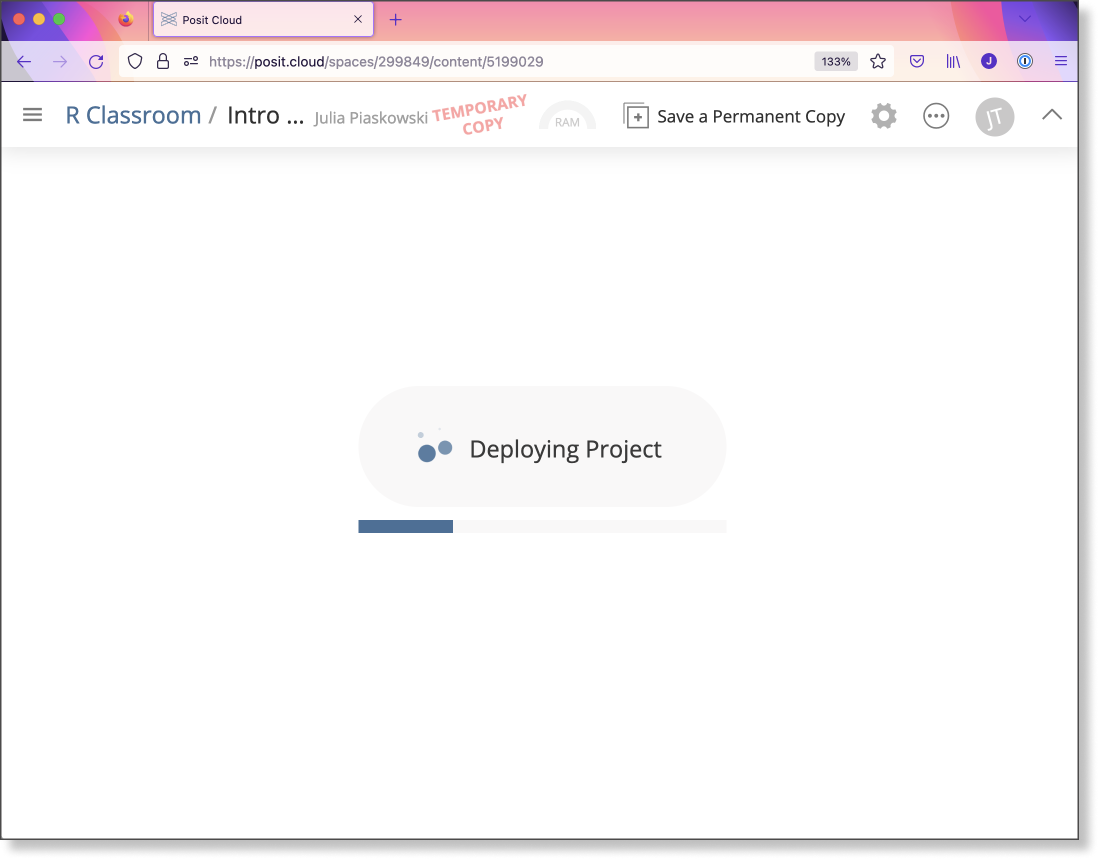 Posit Cloud
https://posit.cloud/spaces/299849/content/5199029
133%
J
R Classroom / Intro ...
Julia Piaskowski
TEMPORARY
COPY
RAM
Save a Permanent Copy
JT
Deploying Project